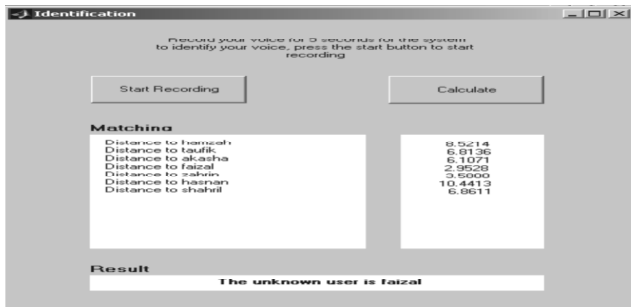 Identification
Record your voice for 5 seconds for the system
to identify your voice, press the start button to start
recording
Start Recording
Calculate
Matching
Distance to hamzah 8.5214
Distance to taufik 6.8136
Distance to akasha 6.1071
Distance to faizal 2.9528
Distance to zahrin 3.5000
Distance to hasnan 10.4413
Distance to shahril 6.8611
Result
The unknown user is faizal